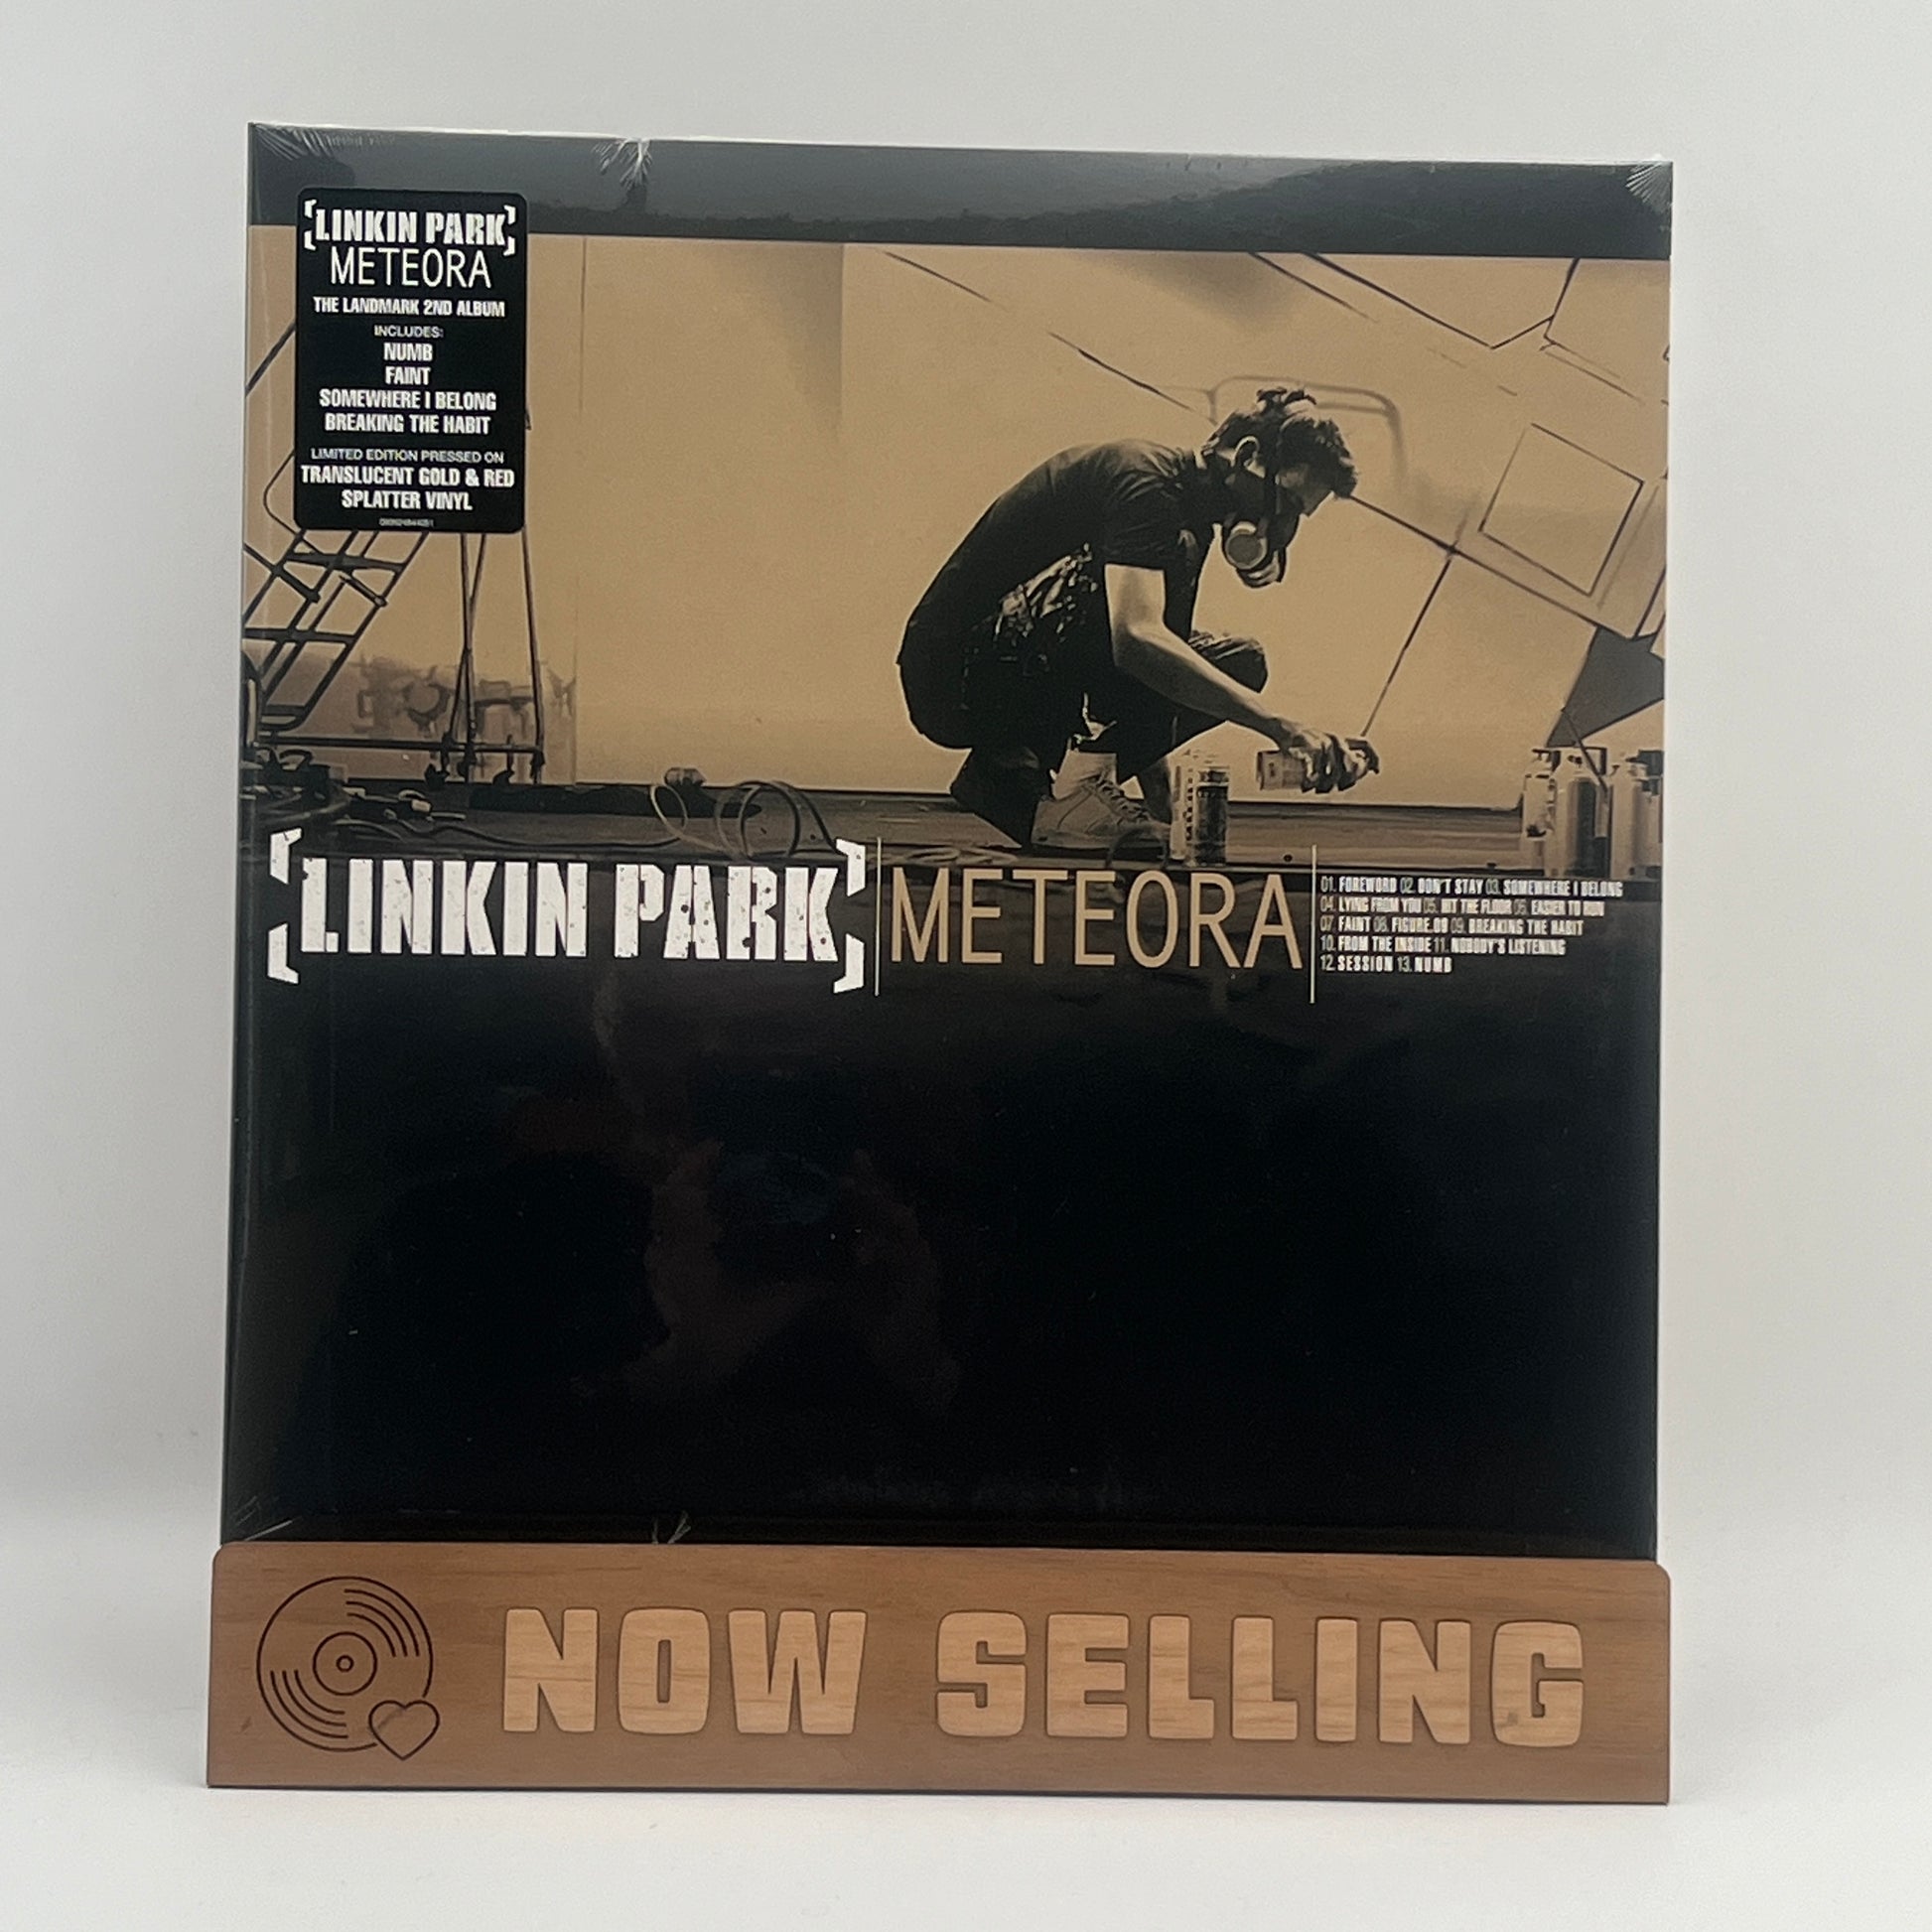 LINKIN PARK
METEORA
THE LANDMARK 2ND ALBUM
INCLUDES:
NUMB
FAINT
SOMEWHERE I BELONG
BREAKING THE HABIT
LIMITED EDITION PRESSED ON
TRANSLUCENT GOLD & RED
SPLATTER VINYL
[LINKIN PARK] METEORA
01. FOREWORD 02. DON'T STAY 03. SOMEWHERE I BELONG
04. LYING FROM YOU 05. HIT THE FLOOR 06. EASIER TO RUN
07. FAINT 08. FIGURE.09 09. BREAKING THE HABIT
10. FROM THE INSIDE 11. NOBODY'S LISTENING
12. SESSION 13. NUMB
NOW SELLING